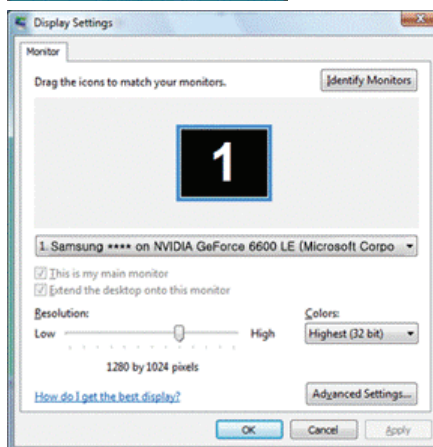 Display Settings
Monitor
Drag the icons to match your monitors.
Identify Monitors
1
1. Samsung **** on NVIDIA GeForce 6600 LE (Microsoft Corpo
This is my main monitor
Extend the desktop onto this monitor
Resolution:
Colors:
Low
High
Highest (32 bit)
1280 by 1024 pixels
How do I get the best display?
Advanced Settings...
OK
Cancel
Apply